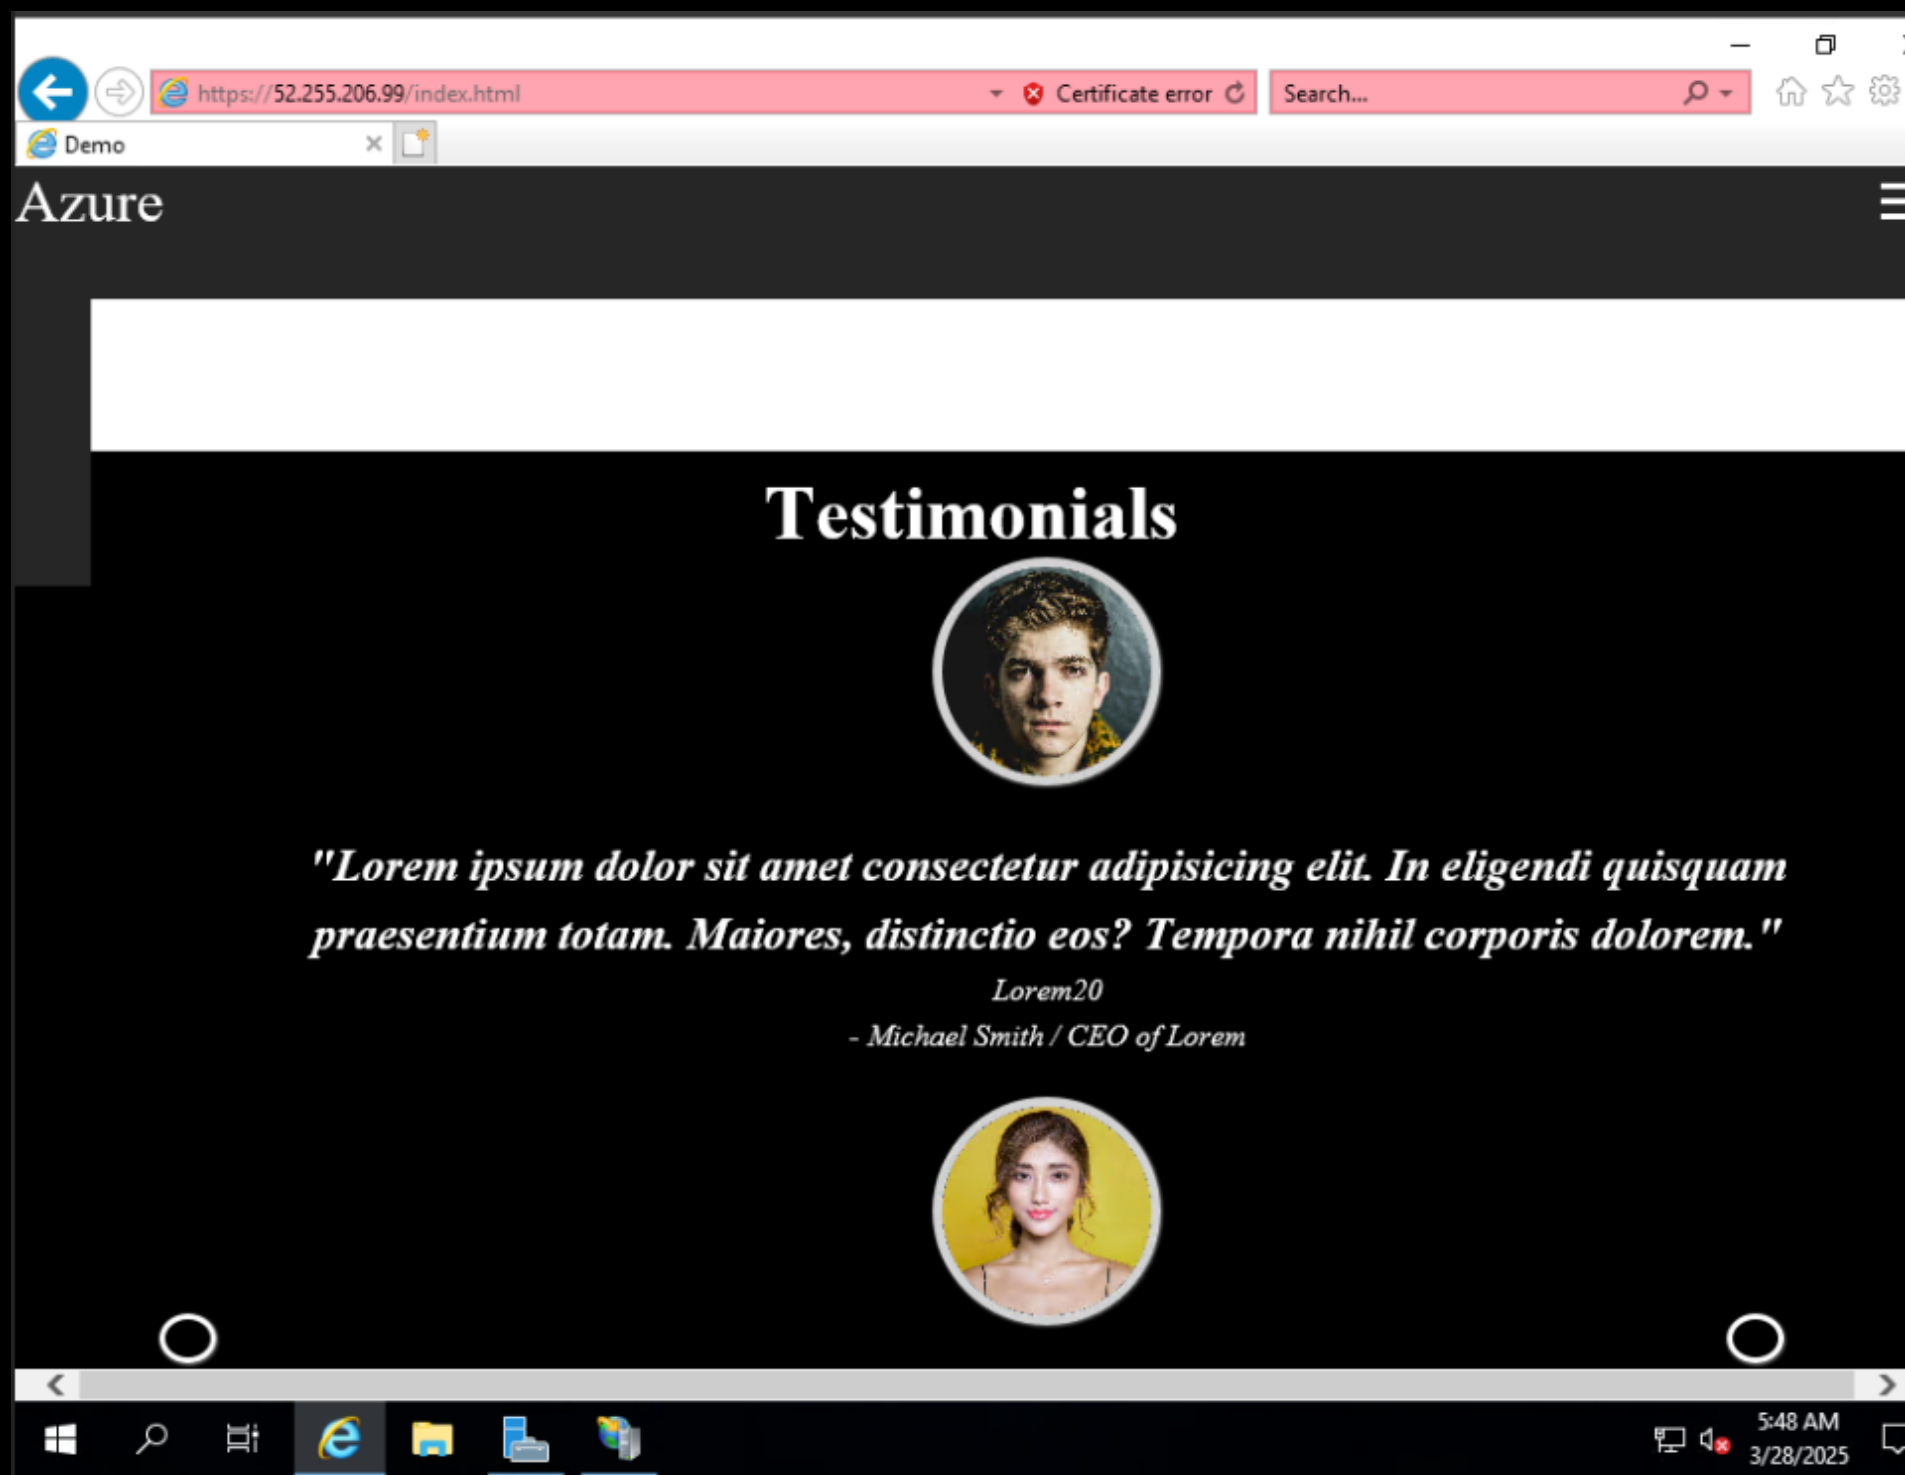 https://52.255.206.99/index.html
Certificate error
Search...
Demo
Azure
Testimonials
"Lorem ipsum dolor sit amet consectetur adipisicing elit. In eligendi quisquam
praesentium totam. Maiores, distinctio eos? Tempora nihil corporis dolorem."
Lorem20
- Michael Smith / CEO of Lorem
5:48 AM
3/28/2025